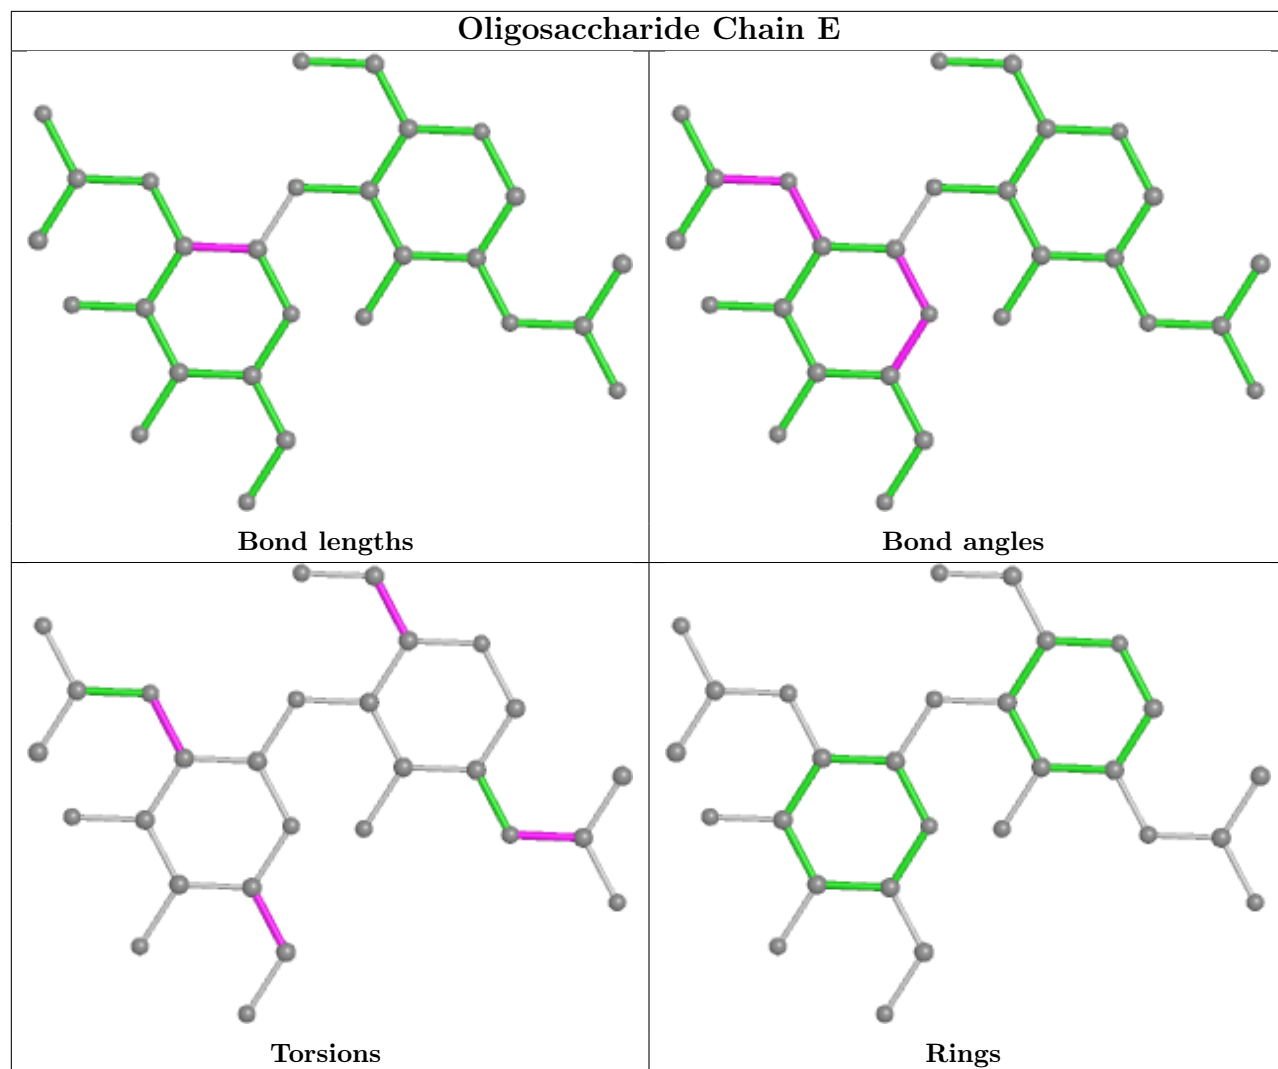 Oligosaccharide Chain E
Bond lengths
Bond angles
Torsions
Rings